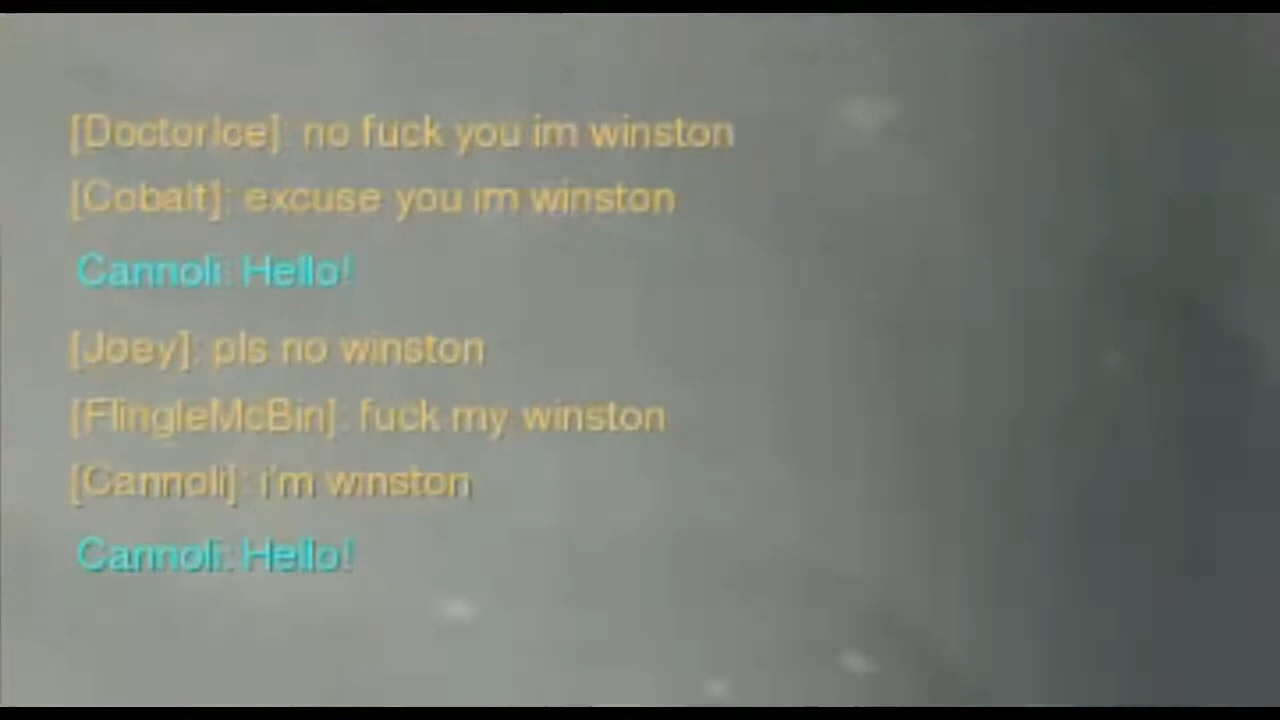 [DoctorIce]: no fuck you im winston
[Cobalt]: excuse you im winston
Cannoli: Hello!
[Joey]: pls no winston
[FlingleMcBin]: fuck my winston
[Cannoli]: i'm winston
Cannoli: Hello!